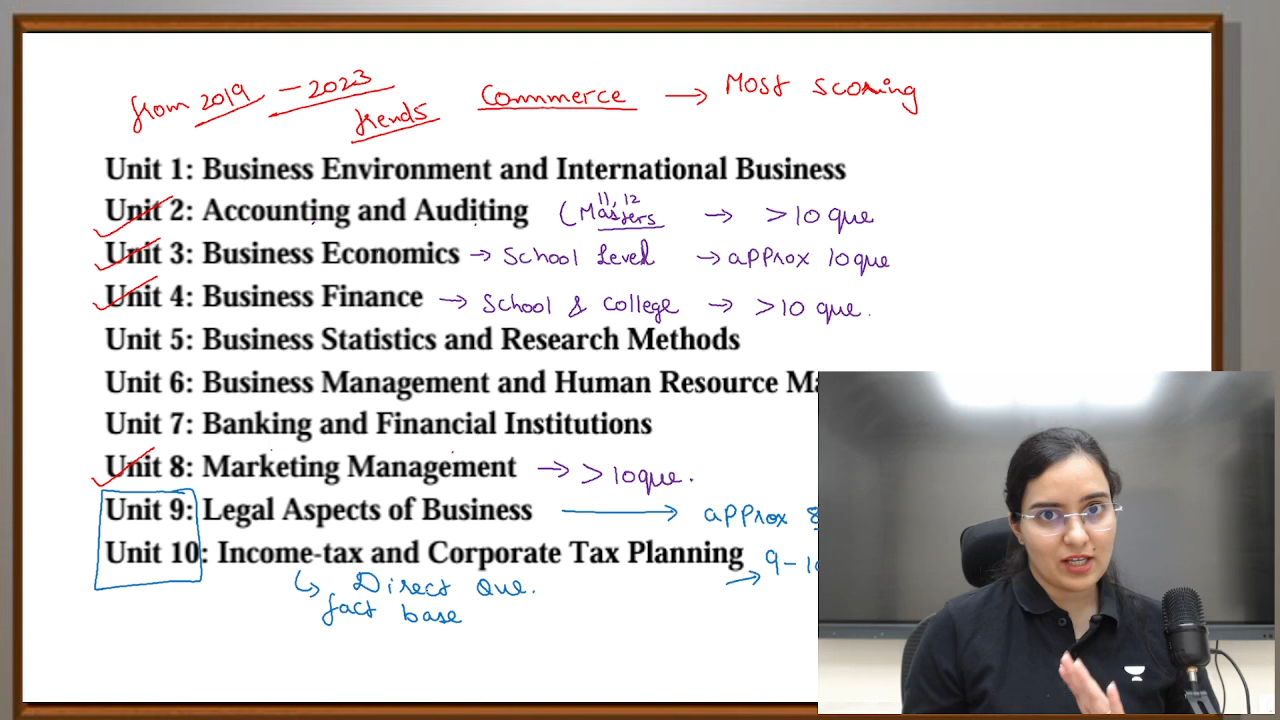 from 2019 - 2023 trends
Commerce → Most scoring
Unit 1: Business Environment and International Business
Unit 2: Accounting and Auditing (Masters 11, 12 → >10 que
Unit 3: Business Economics → School Level → approx 10 que
Unit 4: Business Finance → School & College → >10 que.
Unit 5: Business Statistics and Research Methods
Unit 6: Business Management and Human Resource
Unit 7: Banking and Financial Institutions
Unit 8: Marketing Management → >10que.
Unit 9: Legal Aspects of Business → approx 8
Unit 10: Income-tax and Corporate Tax Planning → 9-10
↳ Direct Que.
fact base